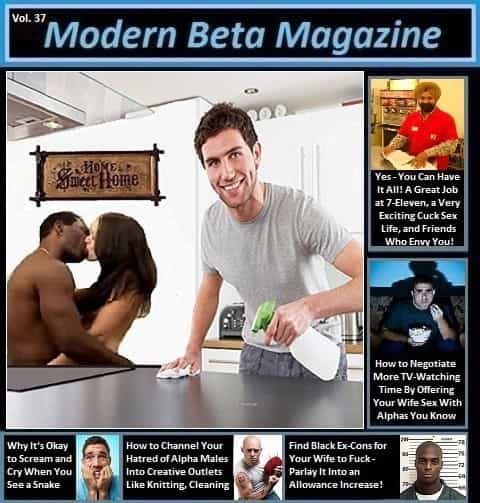 Vol. 37
Modern Beta Magazine
HOME
Sweet Home
Yes - You Can Have
It All! A Great Job
at 7-Eleven, a Very
Exciting Cuck Sex
Life, and Friends
Who Envy You!
How to Negotiate
More TV-Watching
Time By Offering
Your Wife Sex With
Alphas You Know
Why It's Okay
to Scream and
Cry When You
See a Snake
How to Channel Your
Hatred of Alpha Males
Into Creative Outlets
Like Knitting, Cleaning
Find Black Ex-Cons for
Your Wife to Fuck -
Parlay It Into an
Allowance Increase!